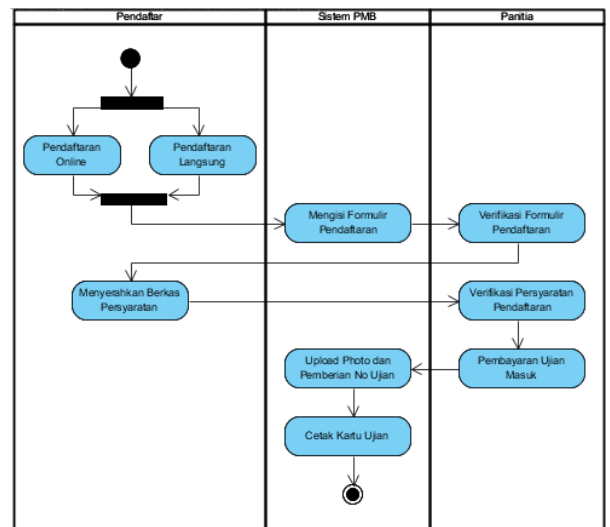 Pendaftar
Sistem PMB
Panitia
Pendaftaran
Online
Pendaftaran
Langsung
Mengisi Formulir
Pendaftaran
Verifikasi Formulir
Pendaftaran
Menyerahkan Berkas
Persyaratan
Verifikasi Persyaratan
Pendaftaran
Upload Photo dan
Pemberian No Ujian
Pembayaran Ujian
Masuk
Cetak Kartu Ujian